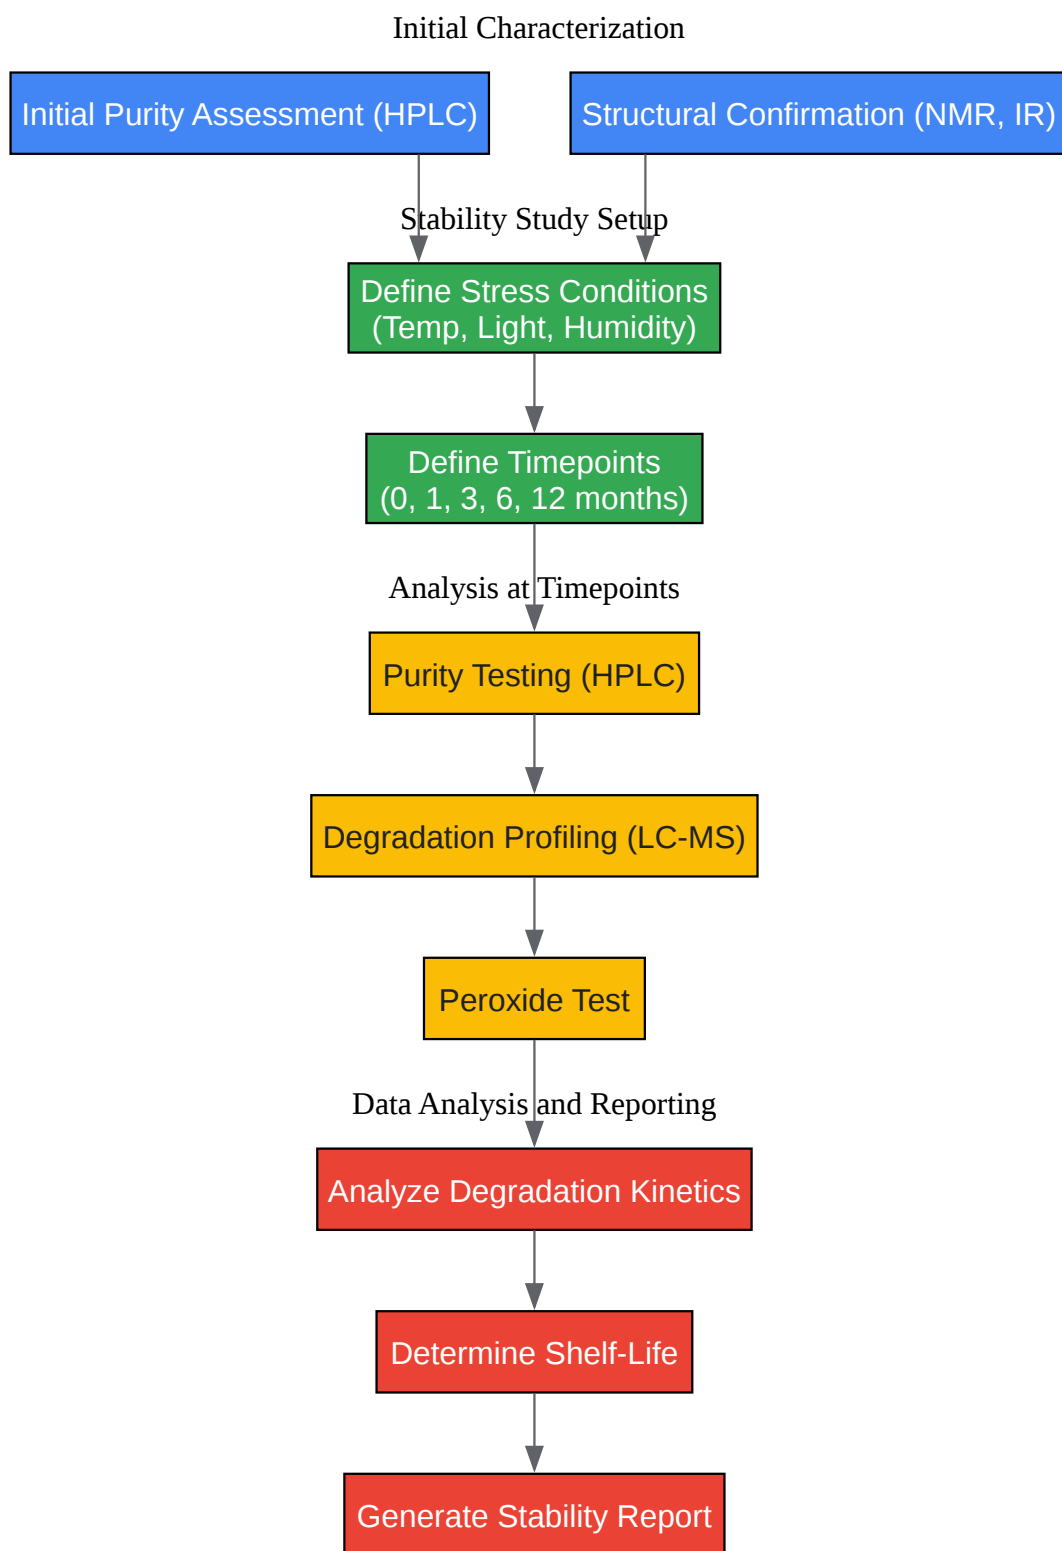 Initial Characterization
Initial Purity Assessment (HPLC)
Structural Confirmation (NMR, IR)
Stability Study Setup
Define Stress Conditions
(Temp, Light, Humidity)
Define Timepoints
(0, 1, 3, 6, 12 months)
Analysis at Timepoints
Purity Testing (HPLC)
Degradation Profiling (LC-MS)
Peroxide Test
Data Analysis and Reporting
Analyze Degradation Kinetics
Determine Shelf-Life
Generate Stability Report